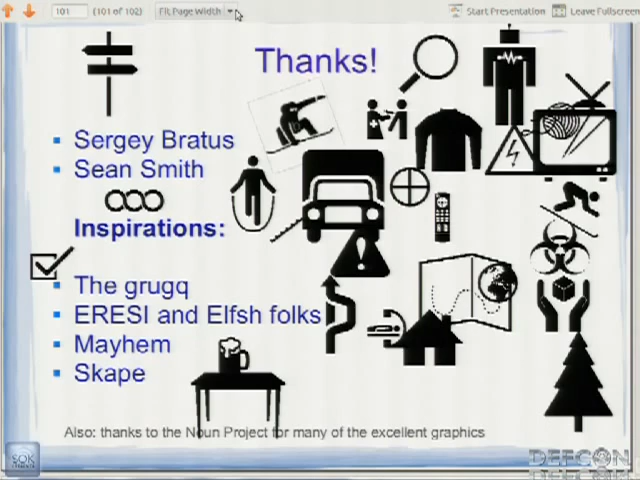 101 (101 of 102) Fit Page Width Start Presentation Leave Fullscreen
Thanks!
Sergey Bratus
Sean Smith
Inspirations:
The grugq
ERESI and Elfsh folks
Mayhem
Skape
Also: thanks to the Noun Project for many of the excellent graphics
SOK
DEFCON